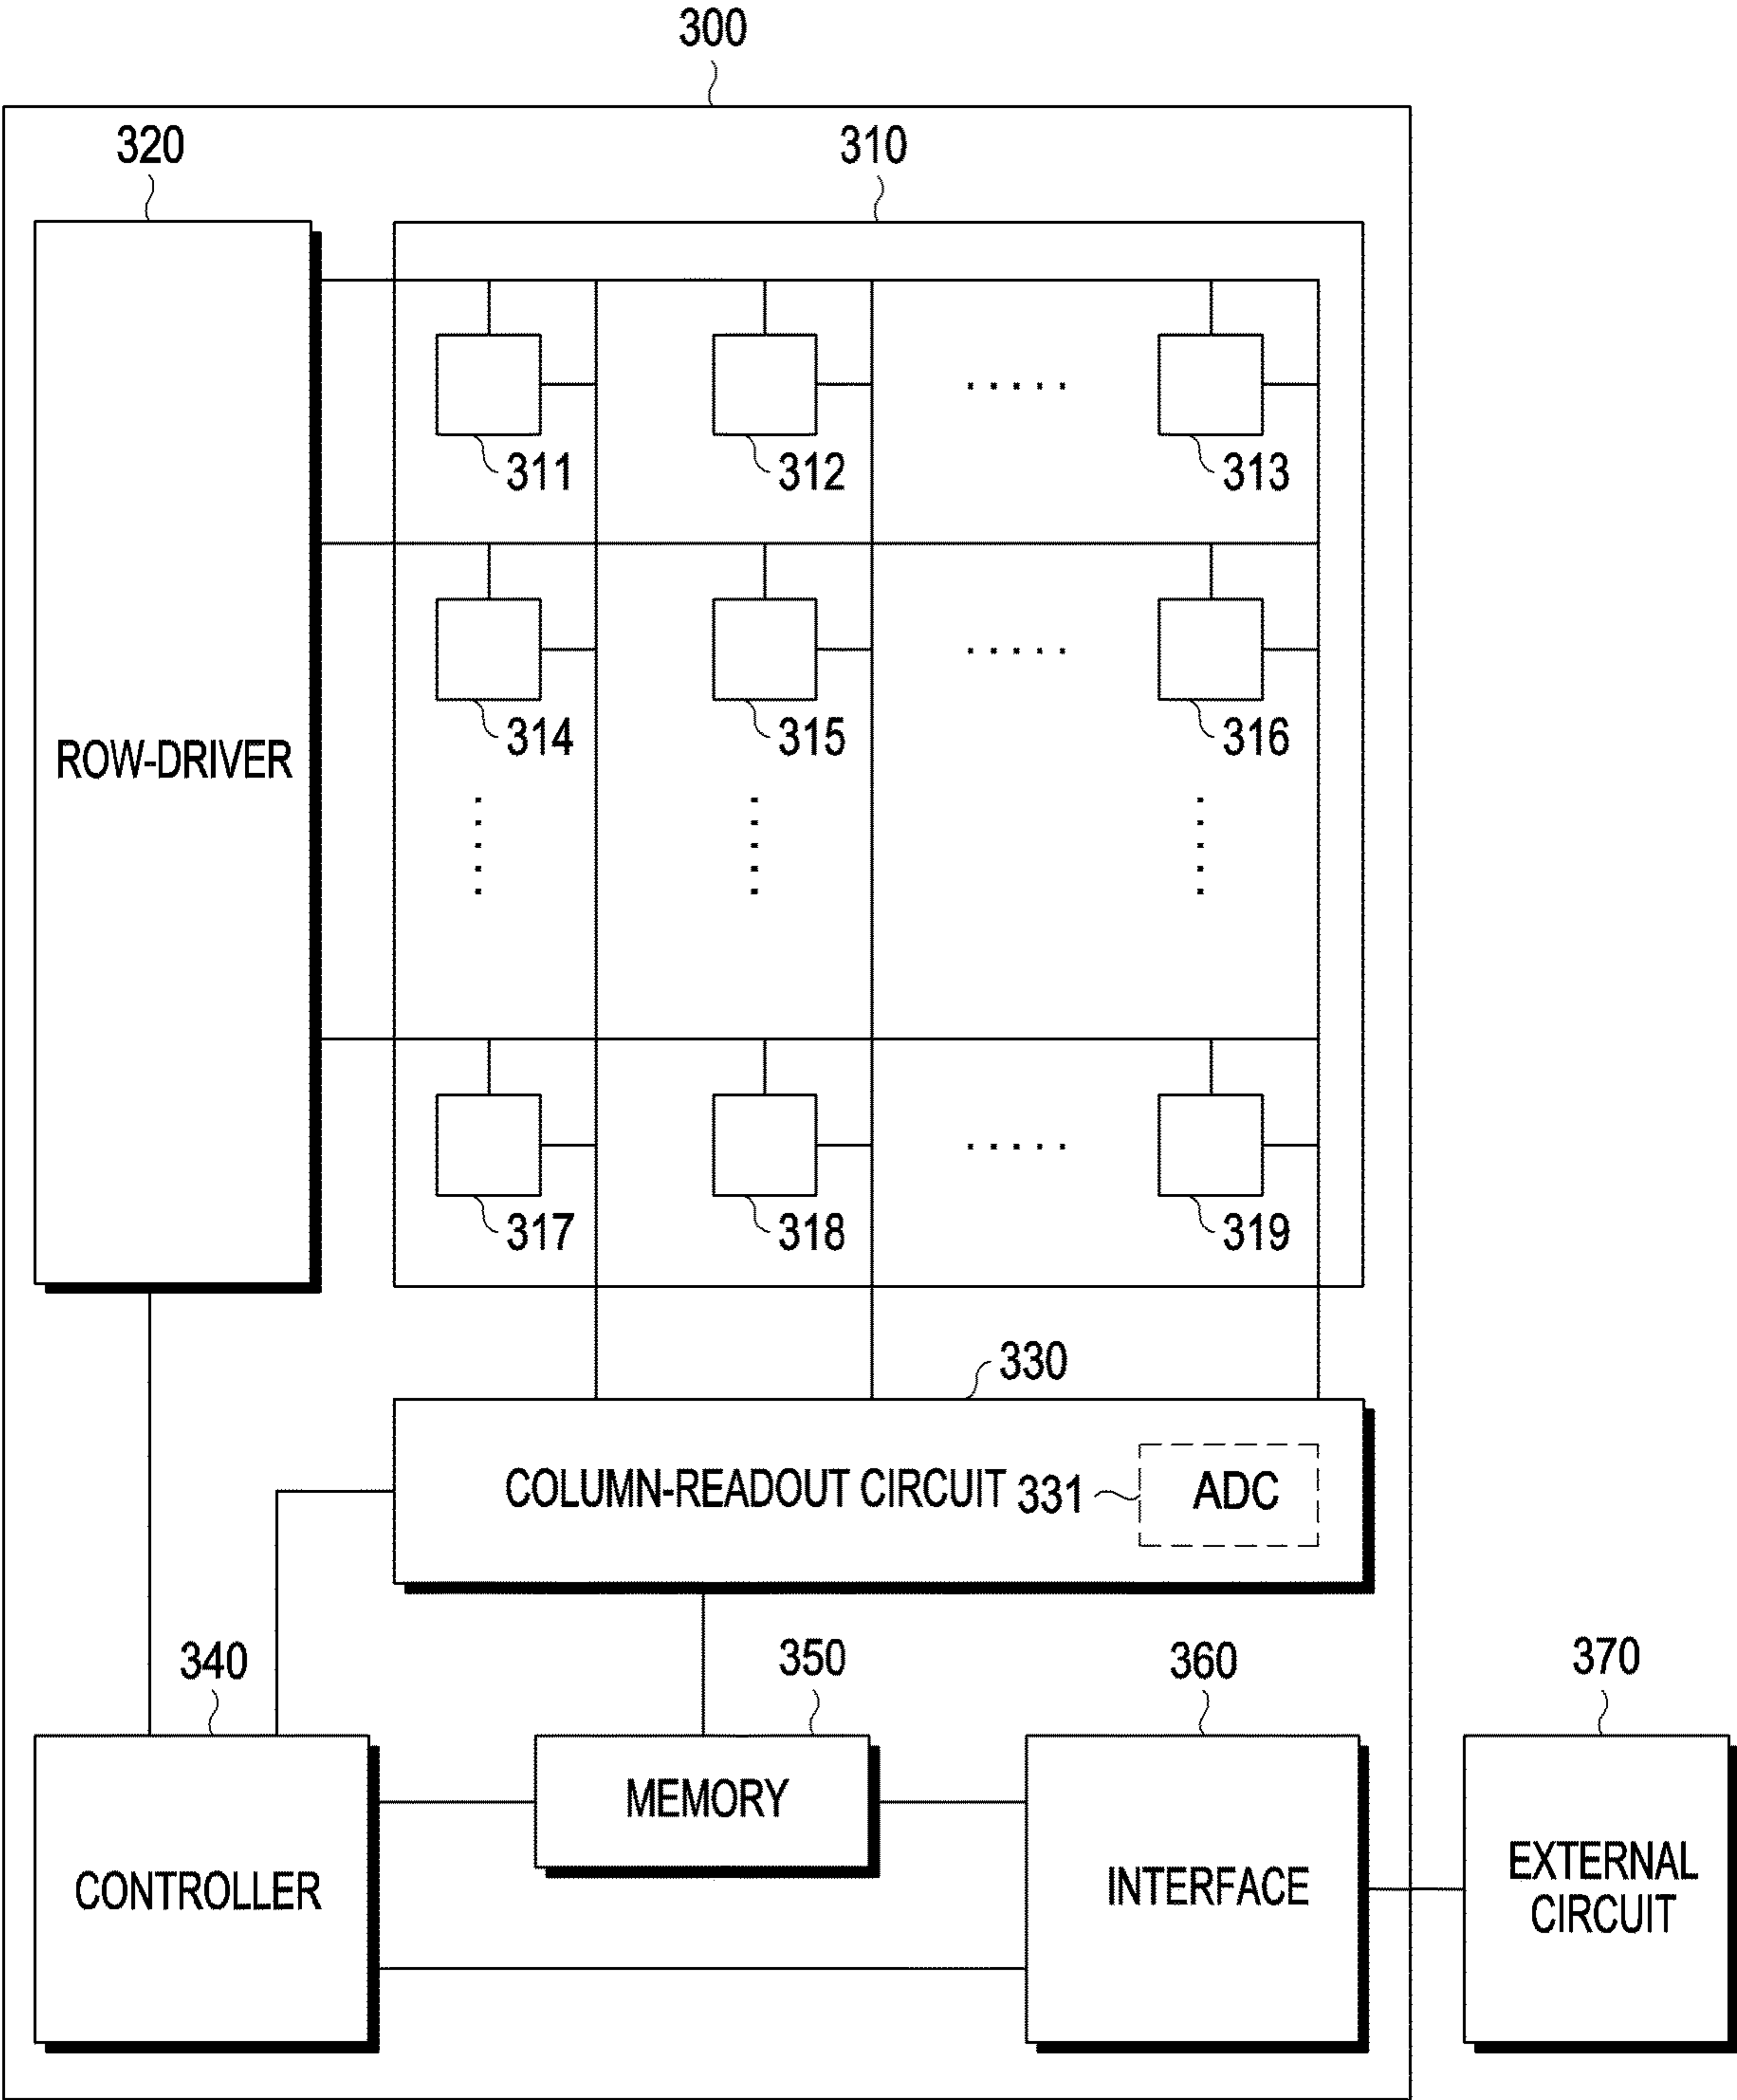 300
320
310
311
312
313
314
315
316
ROW-DRIVER
317
318
319
330
COLUMN-READOUT CIRCUIT
331
ADC
340
350
360
370
MEMORY
CONTROLLER
INTERFACE
EXTERNAL
CIRCUIT